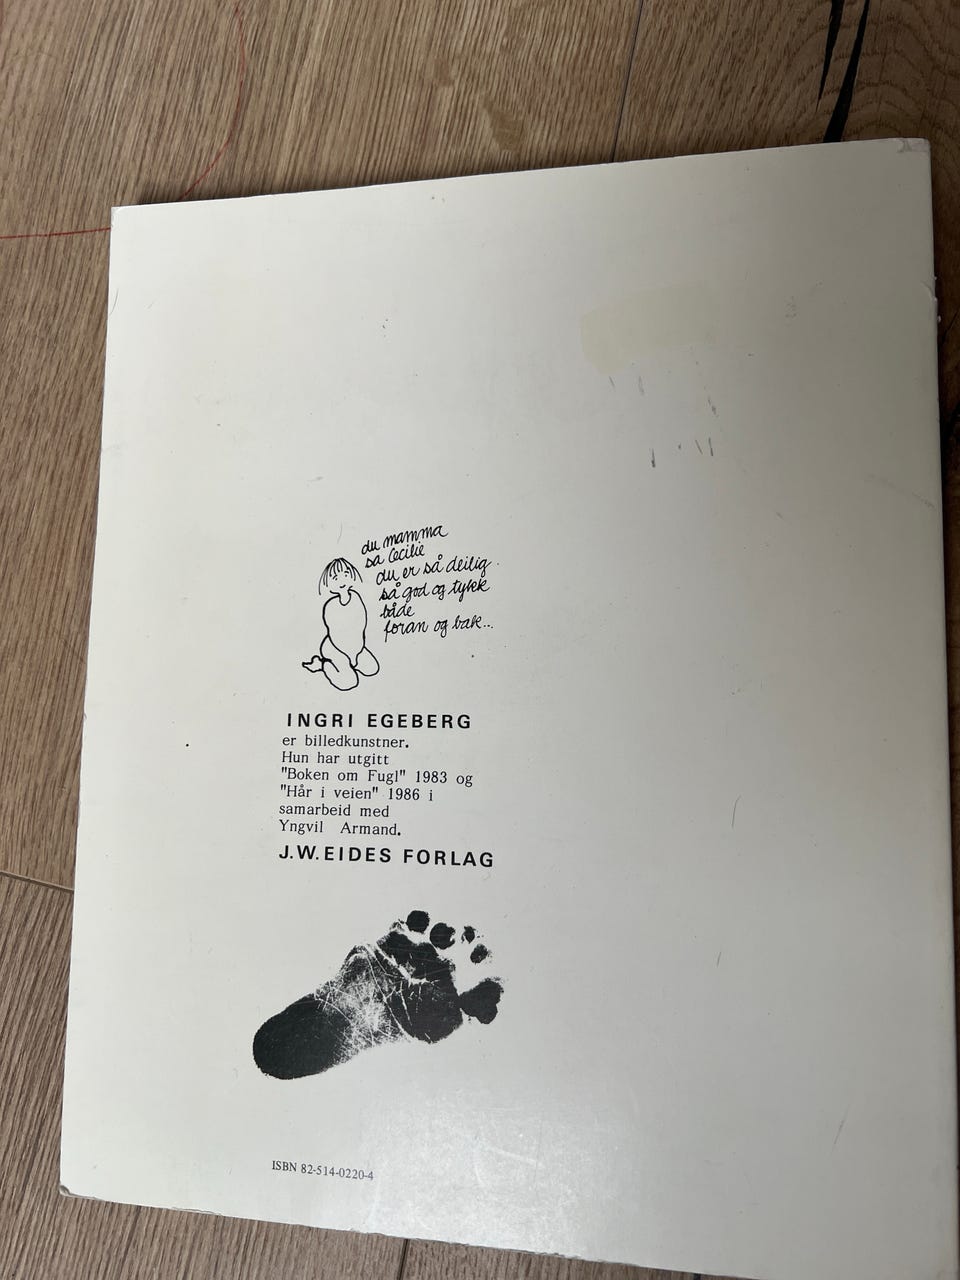 du mamma
sa Cecilie
du er så deilig.
så god og tykk
både
foran og bak...
INGRI EGEBERG
er billedkunstner.
Hun har utgitt
"Boken om Fugl" 1983 og
"Hår i veien" 1986 i
samarbeid med
Yngvil Armand.
J.W.EIDES FORLAG
ISBN 82-514-0220-4